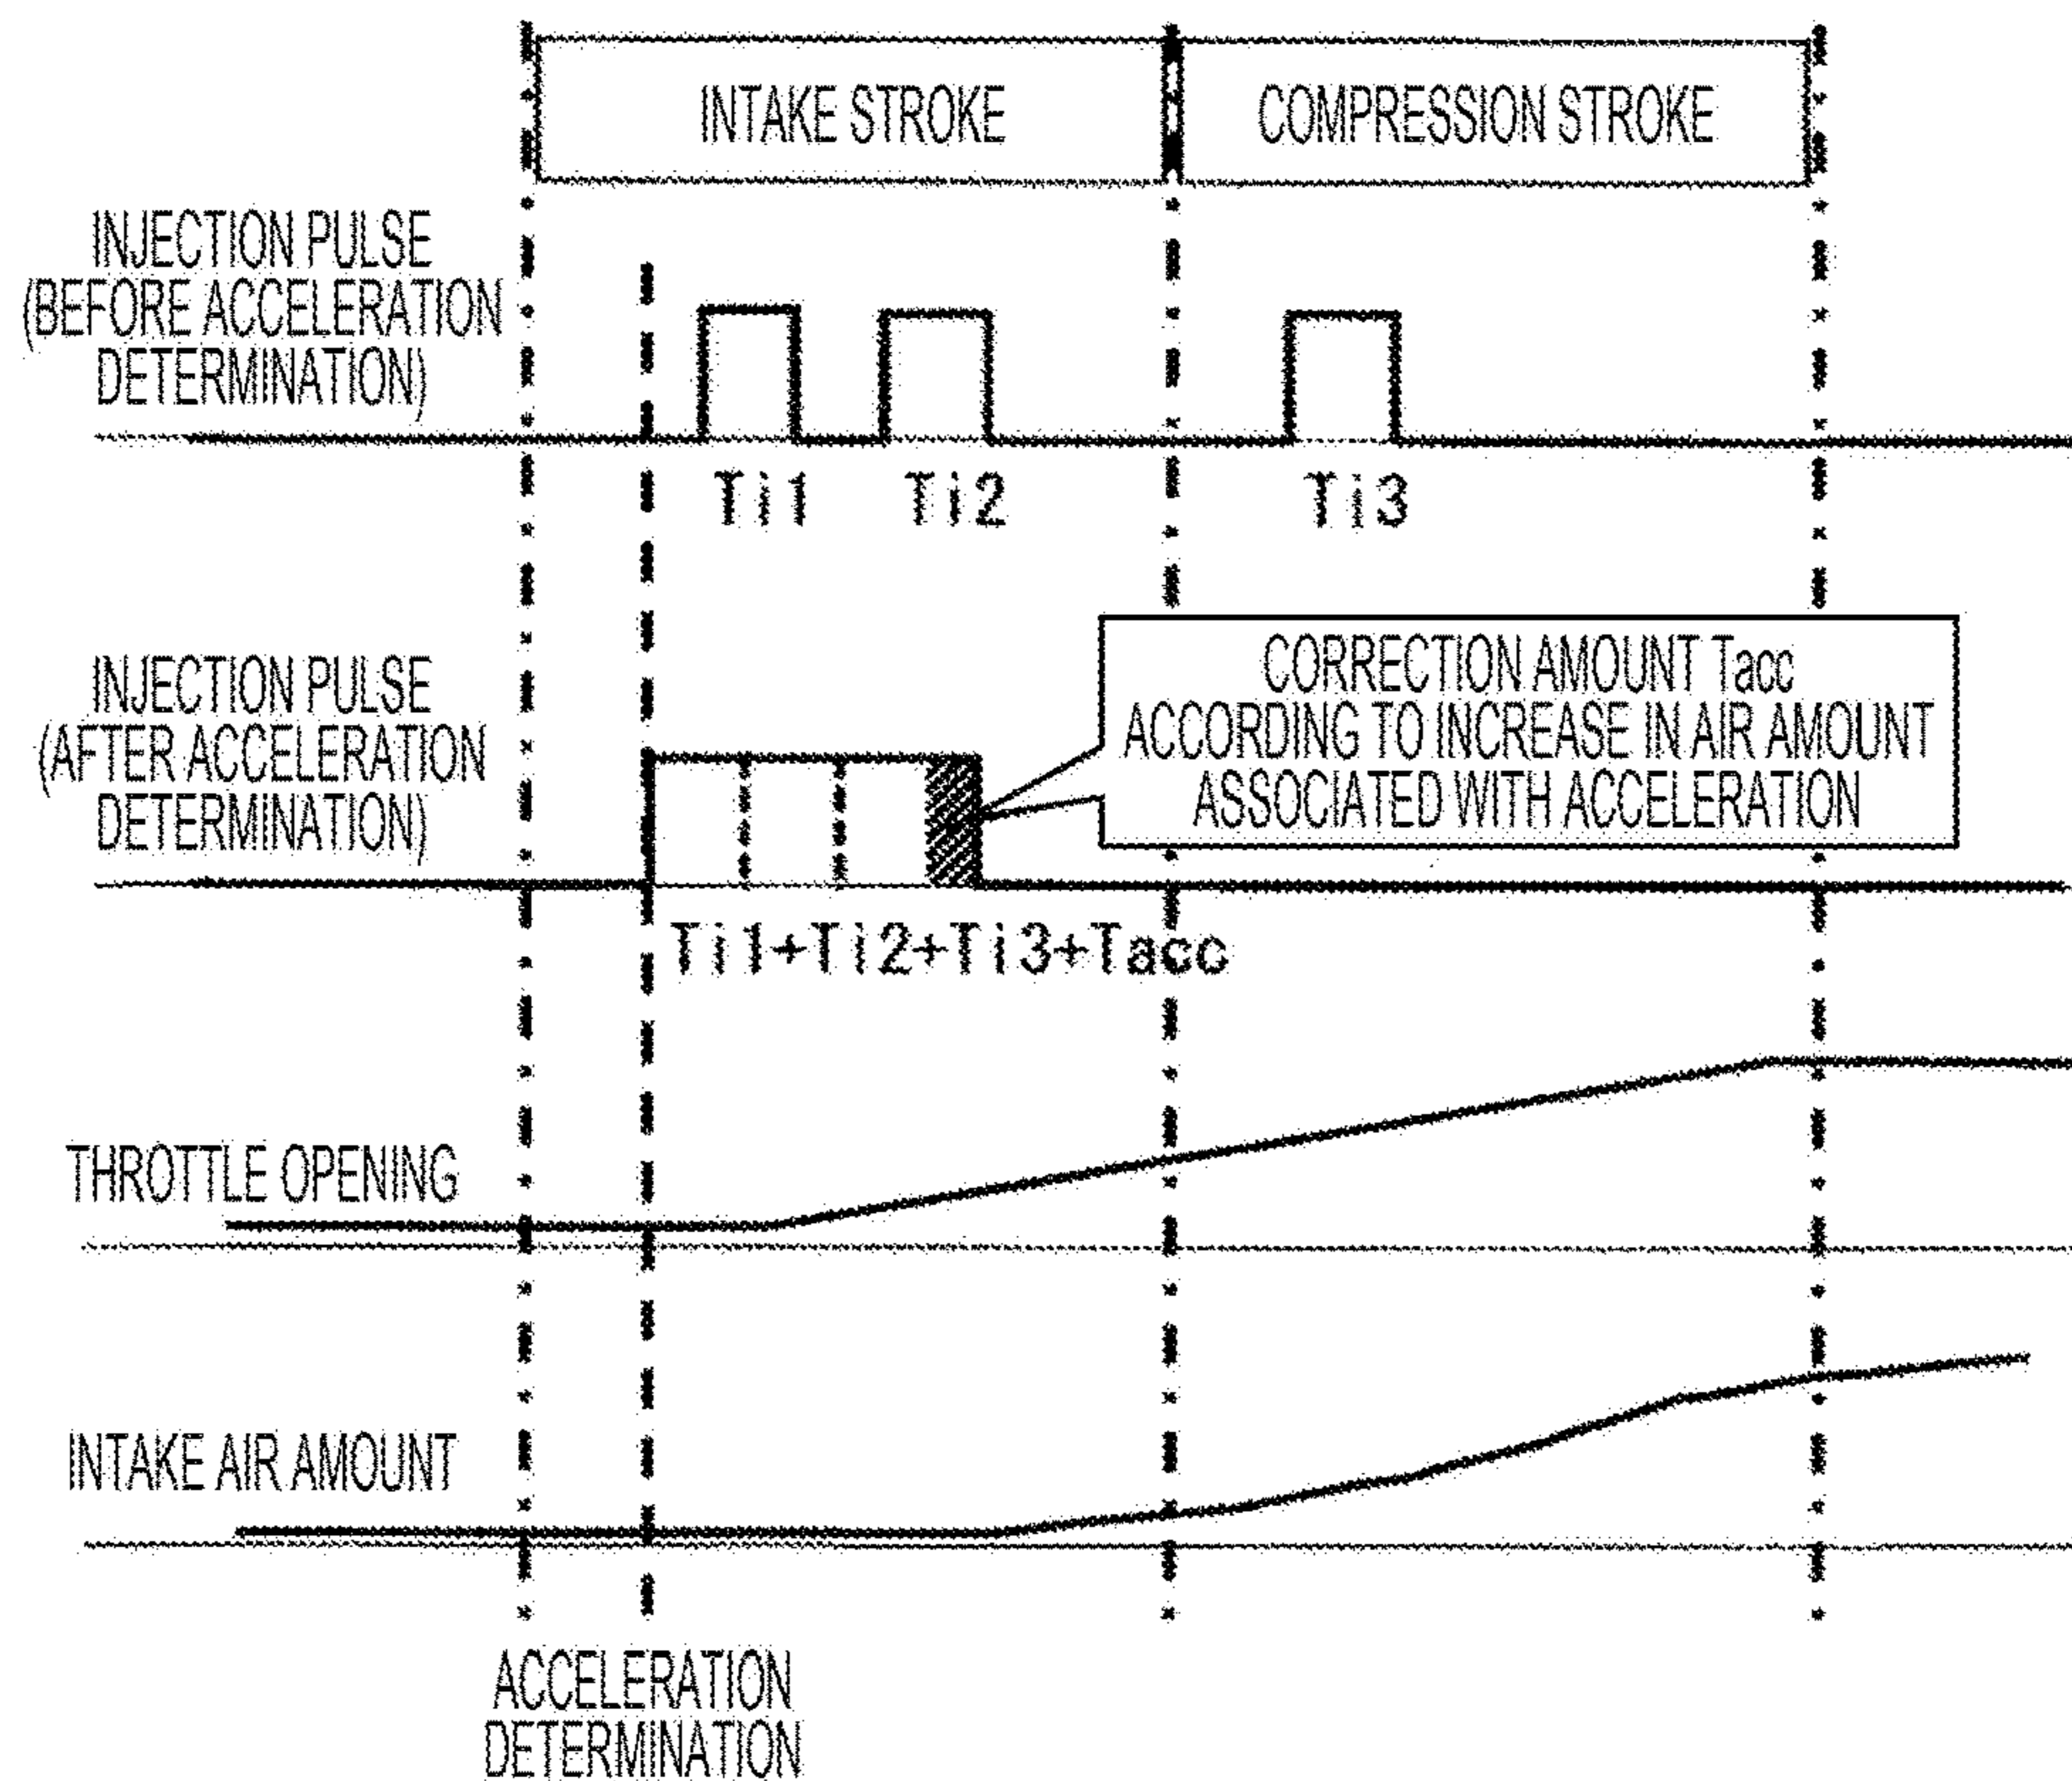 INTAKE STROKE
COMPRESSION STROKE
INJECTION PULSE
(BEFORE ACCELERATION
DETERMINATION)
Ti1
Ti2
Ti3
INJECTION PULSE
(AFTER ACCELERATION
DETERMINATION)
CORRECTION AMOUNT Tacc
ACCORDING TO INCREASE IN AIR AMOUNT
ASSOCIATED WITH ACCELERATION
Ti1+Ti2+Ti3+Tacc
THROTTLE OPENING
INTAKE AIR AMOUNT
ACCELERATION
DETERMINATION